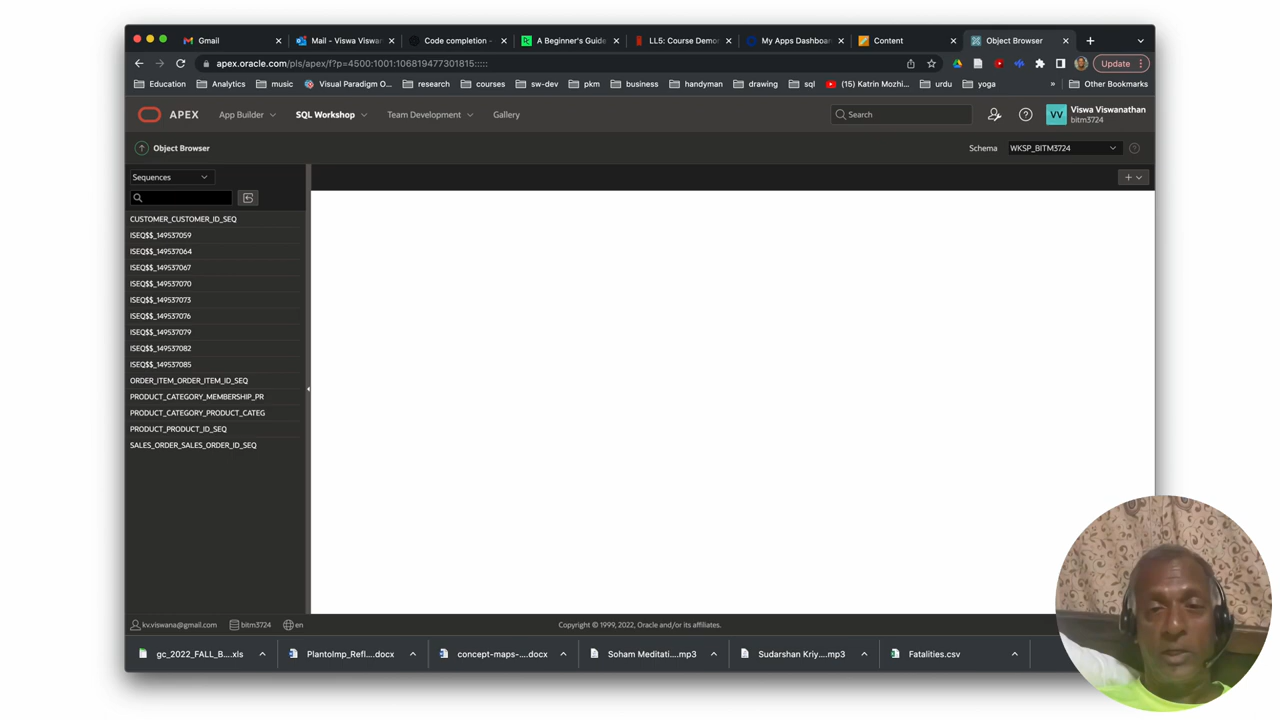 Gmail
Mail - Viswa Viswan
Code completion -
A Beginner's Guide
LL5: Course Demo
My Apps Dashboa
Content
Object Browser
apex.oracle.com/pls/apex/f?p=4500:1001:106819477301815:::::
Update
Education
Analytics
music
Visual Paradigm O...
research
courses
sw-dev
pkm
business
handyman
drawing
sql
(15) Katrin Mozhi...
urdu
yoga
»
Other Bookmarks
APEX
App Builder
SQL Workshop
Team Development
Gallery
Search
VV
Viswa Viswanathan
bitm3724
Object Browser
Schema
WKSP_BITM3724
Sequences
CUSTOMER_CUSTOMER_ID_SEQ
ISEQ$$_149537059
ISEQ$$_149537064
ISEQ$$_149537067
ISEQ$$_149537070
ISEQ$$_149537073
ISEQ$$_149537076
ISEQ$$_149537079
ISEQ$$_149537082
ISEQ$$_149537085
ORDER_ITEM_ORDER_ITEM_ID_SEQ
PRODUCT_CATEGORY_MEMBERSHIP_PR
PRODUCT_CATEGORY_PRODUCT_CATEG
PRODUCT_PRODUCT_ID_SEQ
SALES_ORDER_SALES_ORDER_ID_SEQ
kv.viswana@gmail.com
bitm3724
en
Copyright © 1999, 2022, Oracle and/or its affiliates.
gc_2022_FALL_B....xls
PlantoImp_Refl....docx
concept-maps-....docx
Soham Meditati....mp3
Sudarshan Kriy....mp3
Fatalities.csv